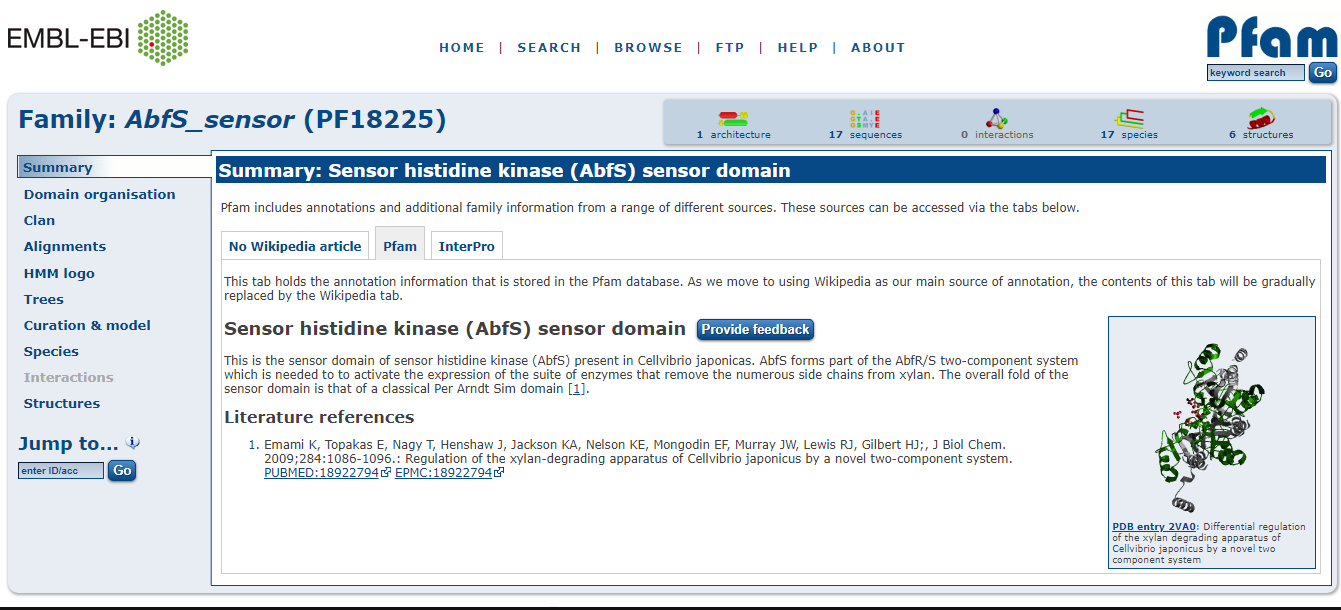 EMBL-EBI
HOME | SEARCH | BROWSE | FTP | HELP | ABOUT
Pfam
keyword search Go
Family: AbfS_sensor (PF18225)
1 architecture 17 sequences 0 interactions 17 species 6 structures
Summary
Domain organisation
Clan
Alignments
HMM logo
Trees
Curation & model
Species
Interactions
Structures
Jump to... i
enter ID/acc Go
Summary: Sensor histidine kinase (AbfS) sensor domain
Pfam includes annotations and additional family information from a range of different sources. These sources can be accessed via the tabs below.
No Wikipedia article Pfam InterPro
This tab holds the annotation information that is stored in the Pfam database. As we move to using Wikipedia as our main source of annotation, the contents of this tab will be gradually
replaced by the Wikipedia tab.
Sensor histidine kinase (AbfS) sensor domain Provide feedback
This is the sensor domain of sensor histidine kinase (AbfS) present in Cellvibrio japonicas. AbfS forms part of the AbfR/S two-component system
which is needed to to activate the expression of the suite of enzymes that remove the numerous side chains from xylan. The overall fold of the
sensor domain is that of a classical Per Arndt Sim domain [1].
Literature references
1. Emami K, Topakas E, Nagy T, Henshaw J, Jackson KA, Nelson KE, Mongodin EF, Murray JW, Lewis RJ, Gilbert HJ;, J Biol Chem.
2009;284:1086-1096.: Regulation of the xylan-degrading apparatus of Cellvibrio japonicus by a novel two-component system.
PUBMED:18922794 EPMC:18922794
PDB entry 2VA0: Differential regulation
of the xylan degrading apparatus of
Cellvibrio japonicus by a novel two
component system